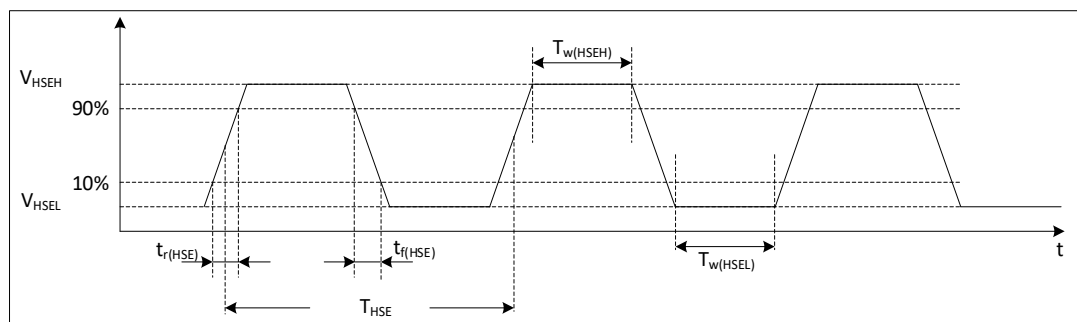 T_w(HSEH)
V_HSEH
90%
10%
V_HSEL
t_r(HSE)
t_f(HSE)
T_w(HSEL)
t
T_HSE